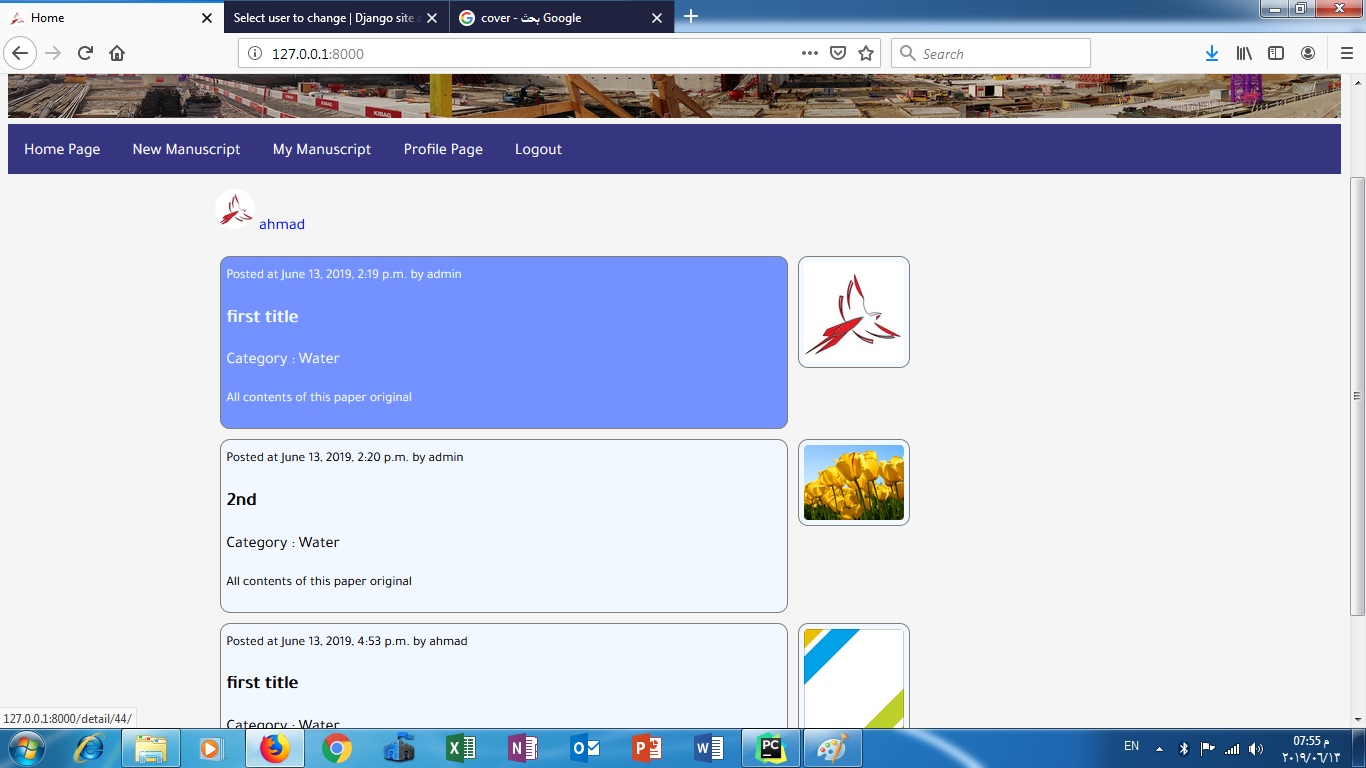 Home
Select user to change | Django site a
cover - بحث Google
127.0.0.1:8000
Search
KIBAG
KIBAG
Home Page
New Manuscript
My Manuscript
Profile Page
Logout
ahmad
Posted at June 13, 2019, 2:19 p.m. by admin
first title
Category : Water
All contents of this paper original
Posted at June 13, 2019, 2:20 p.m. by admin
2nd
Category : Water
All contents of this paper original
Posted at June 13, 2019, 4:53 p.m. by ahmad
first title
Category : Water
127.0.0.1:8000/detail/44/
PC
EN
07:55 م
٢٠١٩/٠٦/١٣